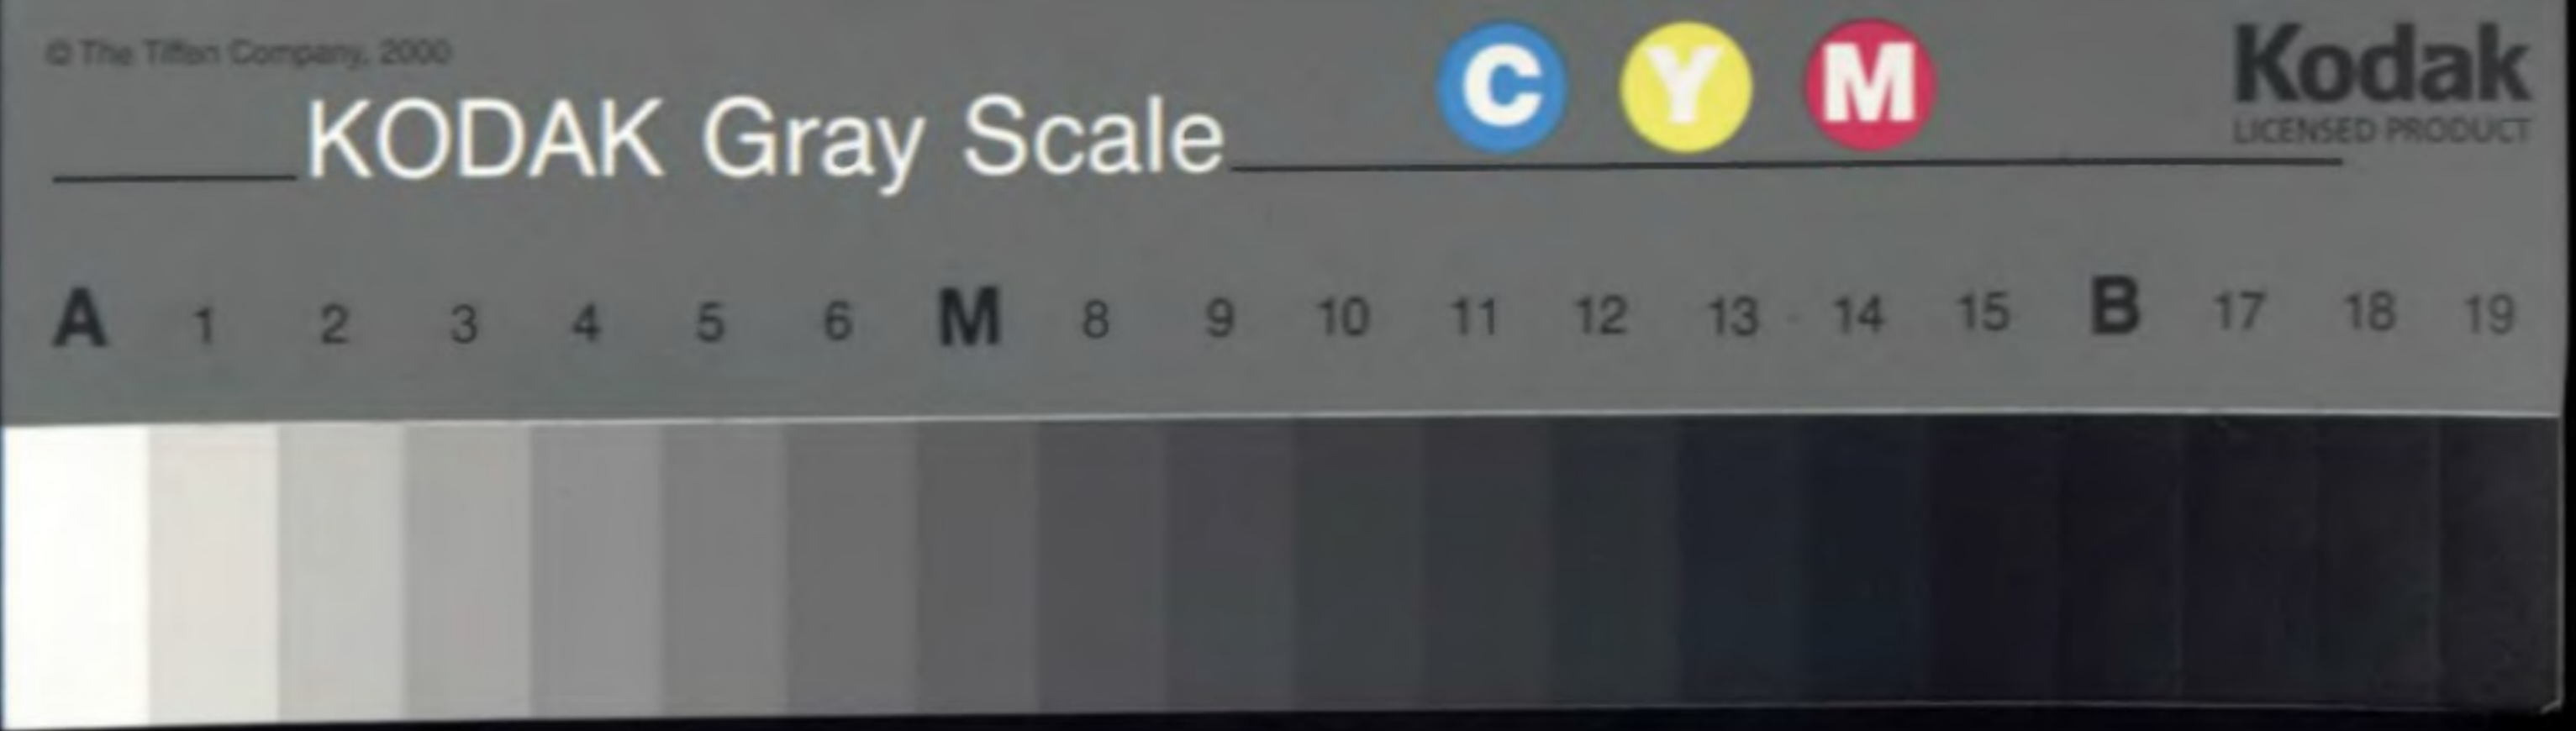 © The Tiffen Company, 2000
KODAK Gray Scale
C Y M
Kodak
LICENSED PRODUCT
A 1 2 3 4 5 6 M 8 9 10 11 12 13 14 15 B 17 18 19